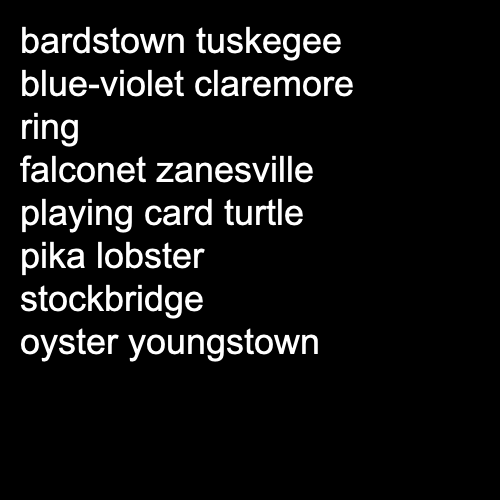 bardstown tuskegee
blue-violet claremore
ring
falconet zanesville
playing card turtle
pika lobster
stockbridge
oyster youngstown